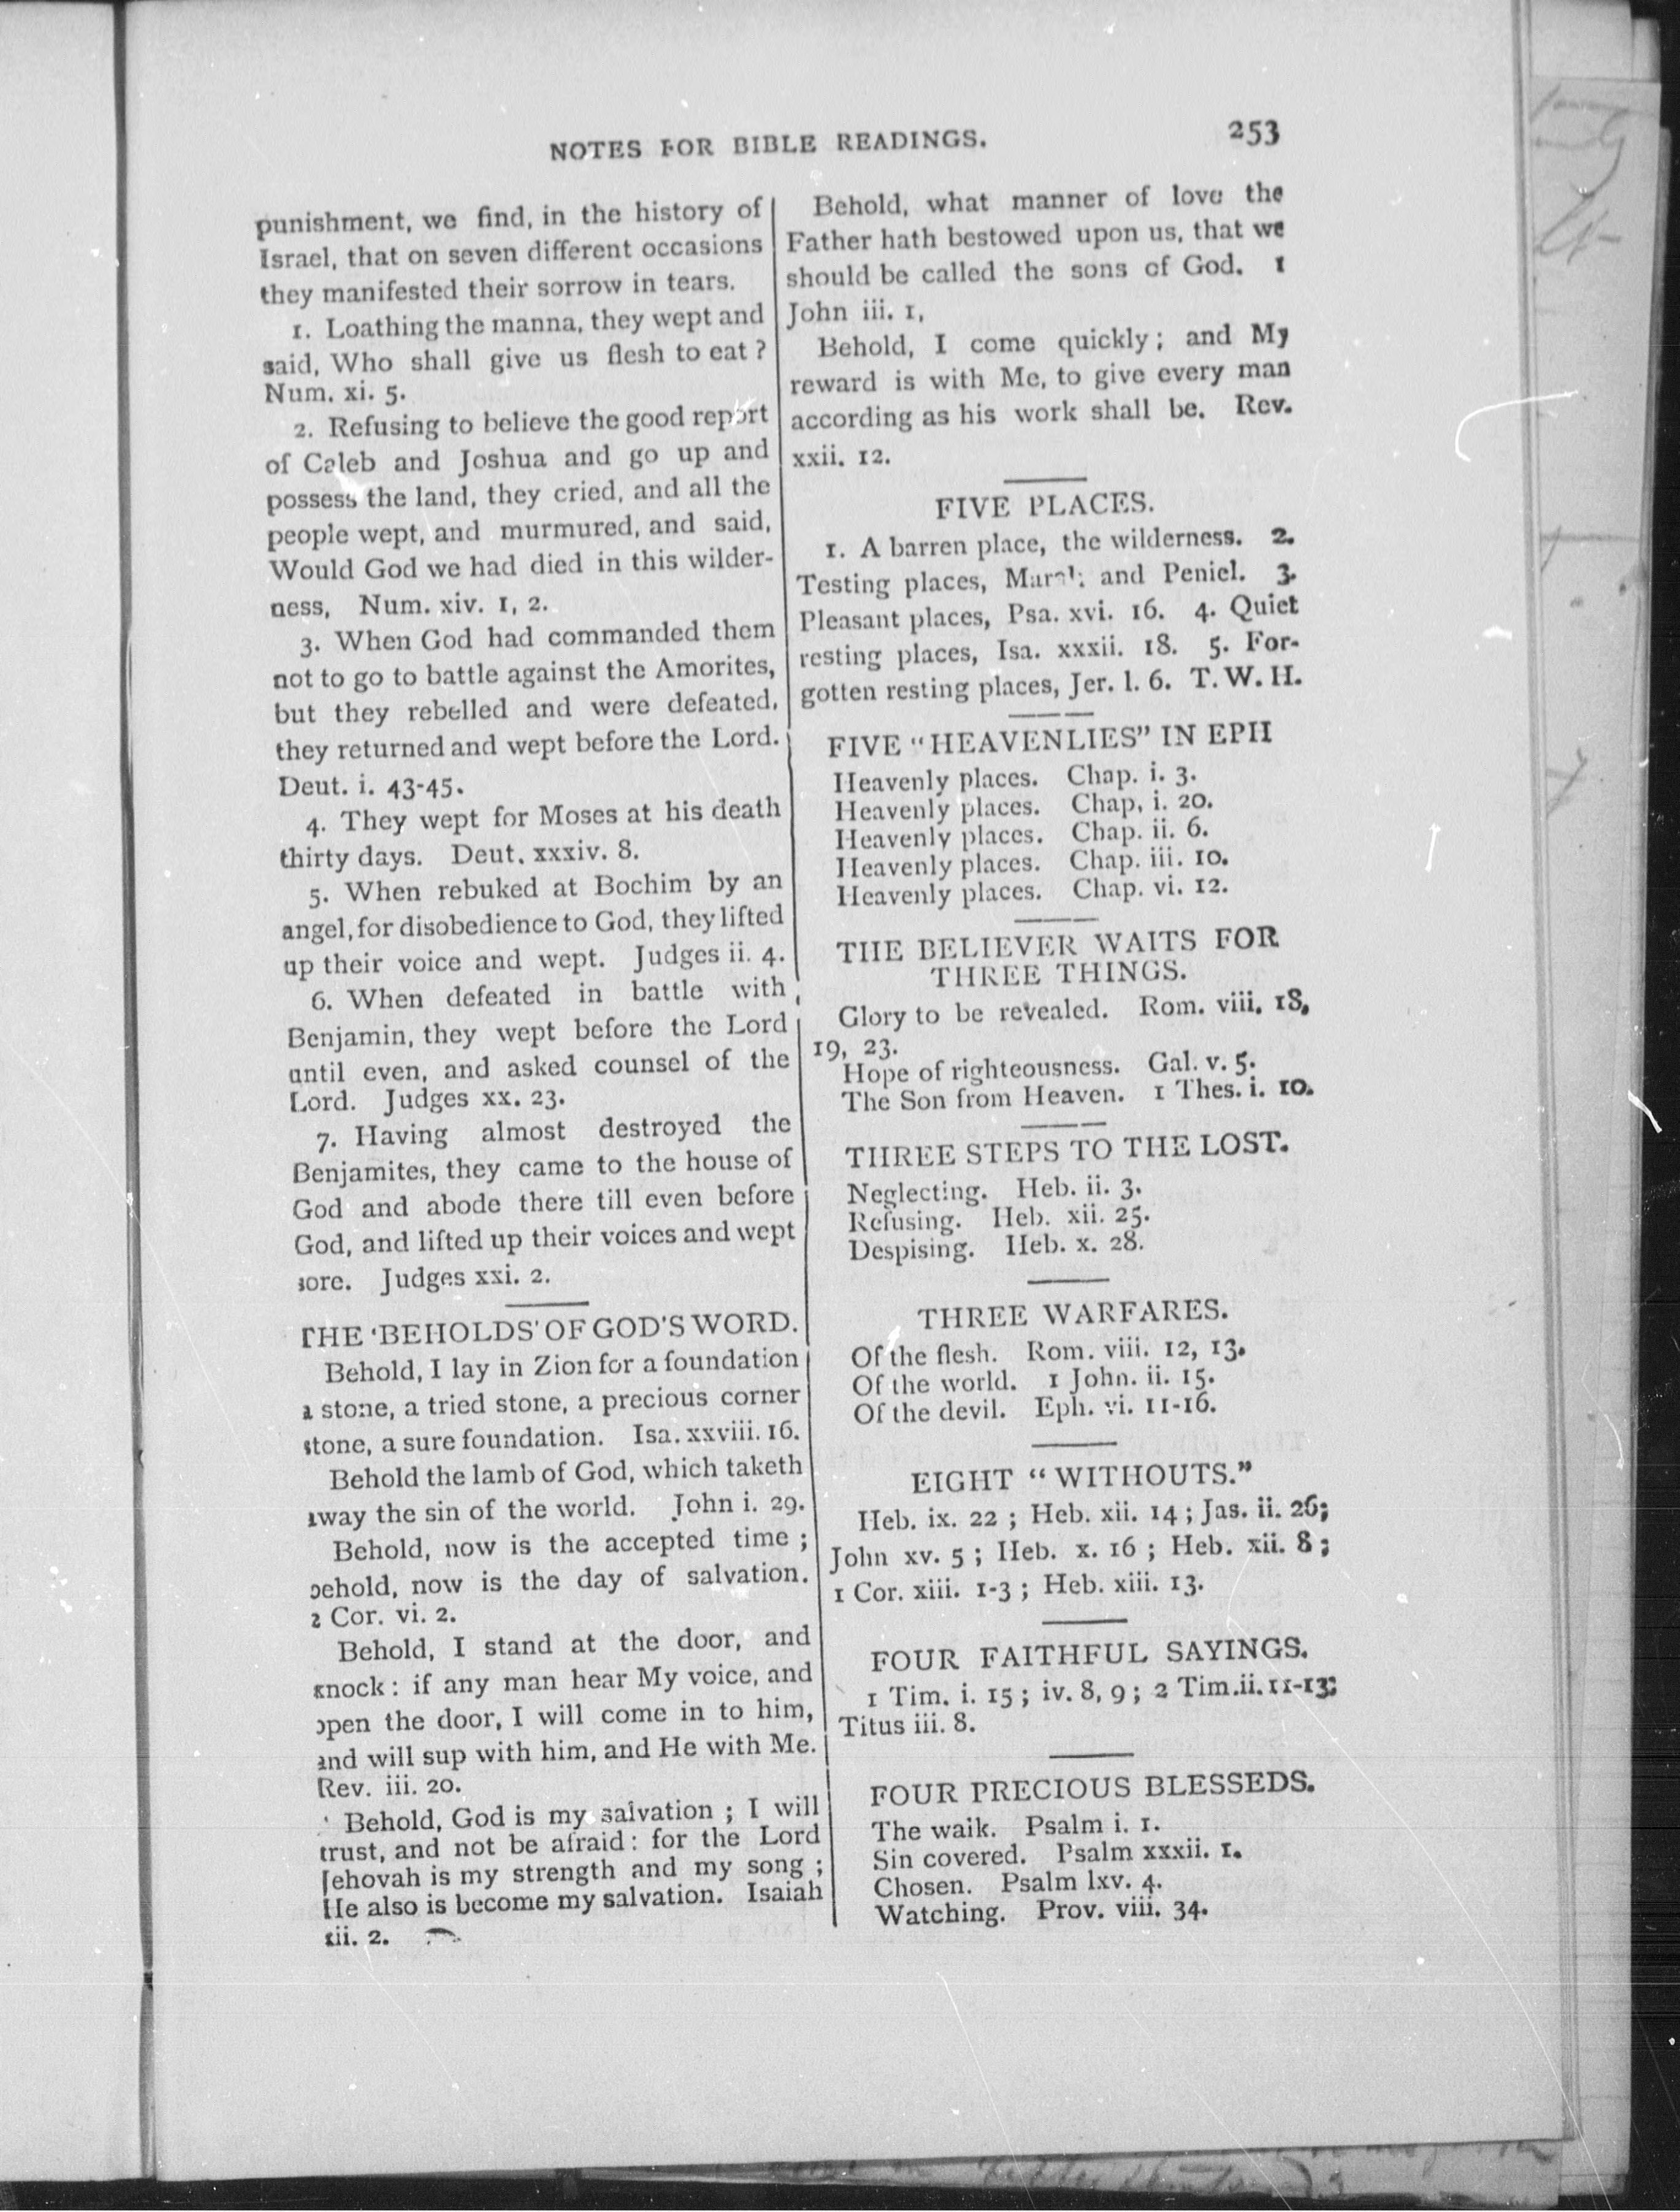 NOTES FOR BIBLE READINGS. 253
punishment, we find, in the history of
Israel, that on seven different occasions
they manifested their sorrow in tears.
1. Loathing the manna, they wept and
said, Who shall give us flesh to eat ?
Num. xi. 5.
2. Refusing to believe the good report
of Caleb and Joshua and go up and
possess the land, they cried, and all the
people wept, and murmured, and said,
Would God we had died in this wilder-
ness, Num. xiv. 1, 2.
3. When God had commanded them
not to go to battle against the Amorites,
but they rebelled and were defeated,
they returned and wept before the Lord.
Deut. i. 43-45.
4. They wept for Moses at his death
thirty days. Deut. xxxiv. 8.
5. When rebuked at Bochim by an
angel, for disobedience to God, they lifted
up their voice and wept. Judges ii. 4.
6. When defeated in battle with
Benjamin, they wept before the Lord
until even, and asked counsel of the
Lord. Judges xx. 23.
7. Having almost destroyed the
Benjamites, they came to the house of
God and abode there till even before
God, and lifted up their voices and wept
sore. Judges xxi. 2.
THE 'BEHOLDS' OF GOD'S WORD.
Behold, I lay in Zion for a foundation
a stone, a tried stone, a precious corner
stone, a sure foundation. Isa. xxviii. 16.
Behold the lamb of God, which taketh
away the sin of the world. John i. 29.
Behold, now is the accepted time ;
behold, now is the day of salvation.
2 Cor. vi. 2.
Behold, I stand at the door, and
knock : if any man hear My voice, and
open the door, I will come in to him,
and will sup with him, and He with Me.
Rev. iii. 20.
Behold, God is my salvation ; I will
trust, and not be afraid : for the Lord
Jehovah is my strength and my song ;
He also is become my salvation. Isaiah
xii. 2.
Behold, what manner of love the
Father hath bestowed upon us, that we
should be called the sons of God. 1
John iii. 1,
Behold, I come quickly ; and My
reward is with Me, to give every man
according as his work shall be. Rev.
xxii. 12.
FIVE PLACES.
1. A barren place, the wilderness. 2.
Testing places, Marah and Peniel. 3.
Pleasant places, Psa. xvi. 16. 4. Quiet
resting places, Isa. xxxii. 18. 5. For-
gotten resting places, Jer. l. 6. T. W. H.
FIVE "HEAVENLIES" IN EPH
Heavenly places. Chap. i. 3.
Heavenly places. Chap, i. 20.
Heavenly places. Chap. ii. 6.
Heavenly places. Chap. iii. 10.
Heavenly places. Chap. vi. 12.
THE BELIEVER WAITS FOR
THREE THINGS.
Glory to be revealed. Rom. viii. 18,
19, 23.
Hope of righteousness. Gal. v. 5.
The Son from Heaven. 1 Thes. i. 10.
THREE STEPS TO THE LOST.
Neglecting. Heb. ii. 3.
Refusing. Heb. xii. 25.
Despising. Heb. x. 28.
THREE WARFARES.
Of the flesh. Rom. viii. 12, 13.
Of the world. 1 John. ii. 15.
Of the devil. Eph. vi. 11-16.
EIGHT "WITHOUTS."
Heb. ix. 22 ; Heb. xii. 14 ; Jas. ii. 26;
John xv. 5 ; Heb. x. 16 ; Heb. xii. 8 ;
1 Cor. xiii. 1-3 ; Heb. xiii. 13.
FOUR FAITHFUL SAYINGS.
1 Tim. i. 15 ; iv. 8, 9 ; 2 Tim. ii. 11-13;
Titus iii. 8.
FOUR PRECIOUS BLESSEDS.
The walk. Psalm i. 1.
Sin covered. Psalm xxxii. 1.
Chosen. Psalm lxv. 4.
Watching. Prov. viii. 34.